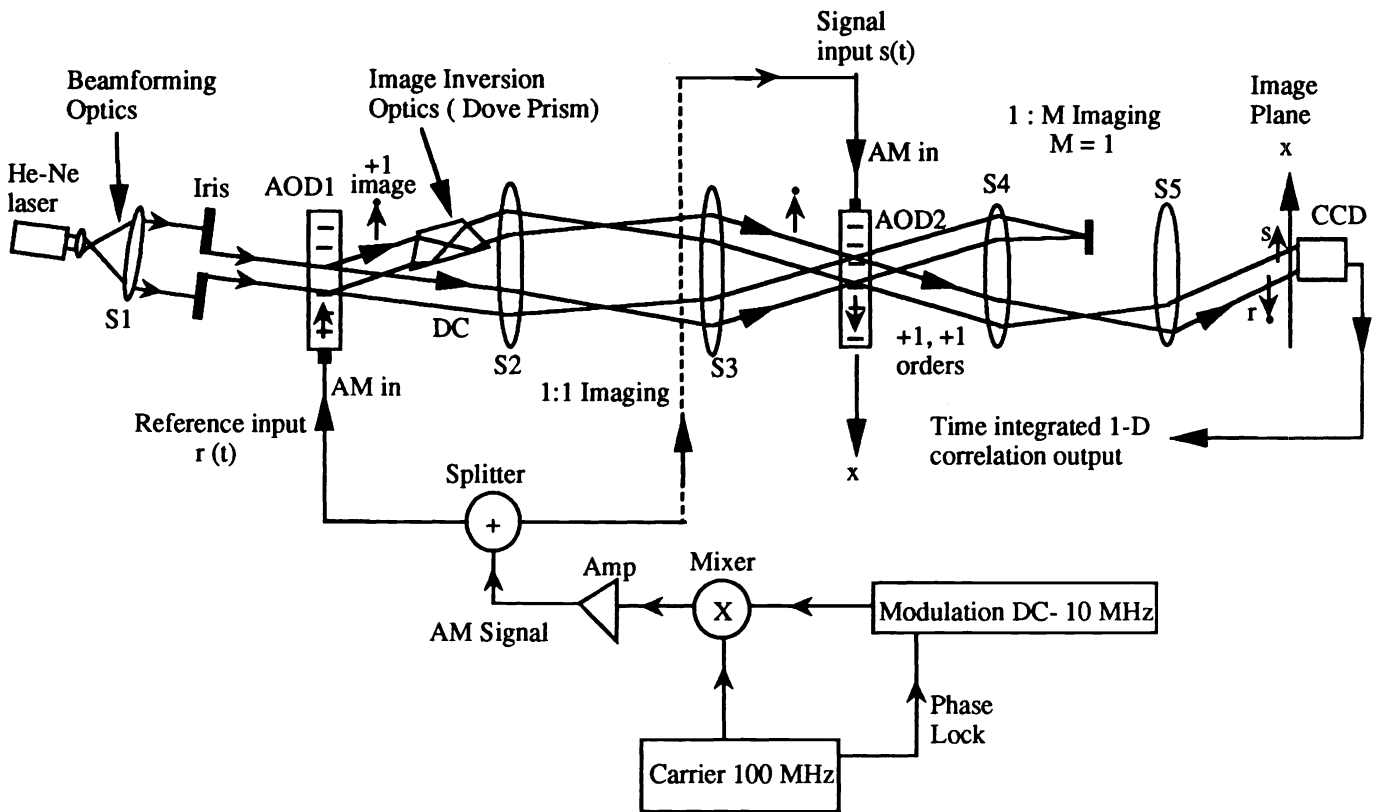 Signal
input s(t)
Beamforming
Optics
Image Inversion
Optics ( Dove Prism)
1 : M Imaging
M = 1
Image
Plane
x
He-Ne
laser
Iris
AOD1
+1
image
AM in
S4
S5
AOD2
CCD
s
r
S1
DC
S2
S3
+1, +1
orders
AM in
1:1 Imaging
Reference input
r (t)
x
Time integrated 1-D
correlation output
Splitter
+
Amp
Mixer
X
Modulation DC- 10 MHz
AM Signal
Phase
Lock
Carrier 100 MHz